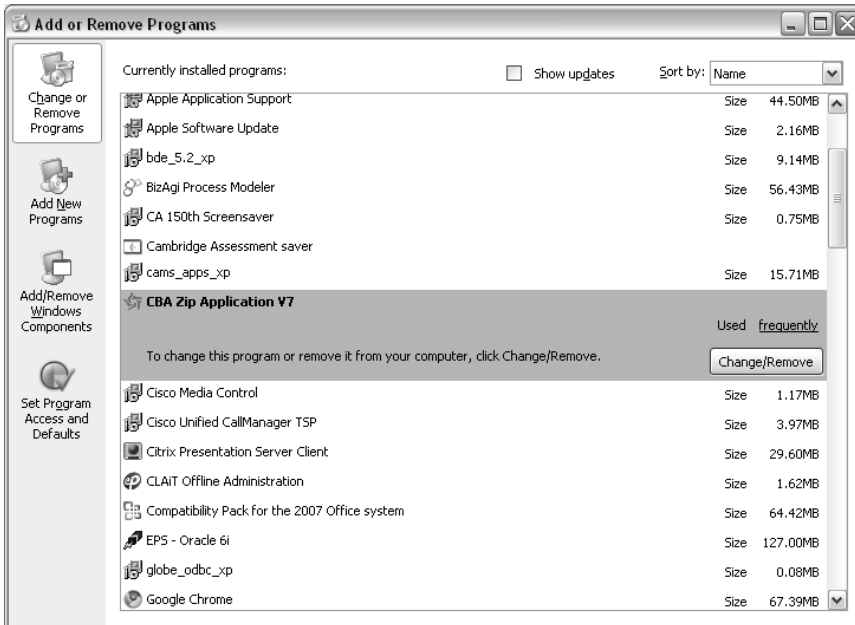 Add or Remove Programs
Change or
Remove
Programs
Add New
Programs
Add/Remove
Windows
Components
Set Program
Access and
Defaults
Currently installed programs:
Show updates
Sort by: Name
Apple Application Support Size 44.50MB
Apple Software Update Size 2.16MB
bde_5.2_xp Size 9.14MB
BizAgi Process Modeler Size 56.43MB
CA 150th Screensaver Size 0.75MB
Cambridge Assessment saver
cams_apps_xp Size 15.71MB
CBA Zip Application V7
Used frequently
To change this program or remove it from your computer, click Change/Remove. Change/Remove
Cisco Media Control Size 1.17MB
Cisco Unified CallManager TSP Size 3.97MB
Citrix Presentation Server Client Size 29.60MB
CLAiT Offline Administration Size 1.62MB
Compatibility Pack for the 2007 Office system Size 64.42MB
EPS - Oracle 6i Size 127.00MB
globe_odbc_xp Size 0.08MB
Google Chrome Size 67.39MB